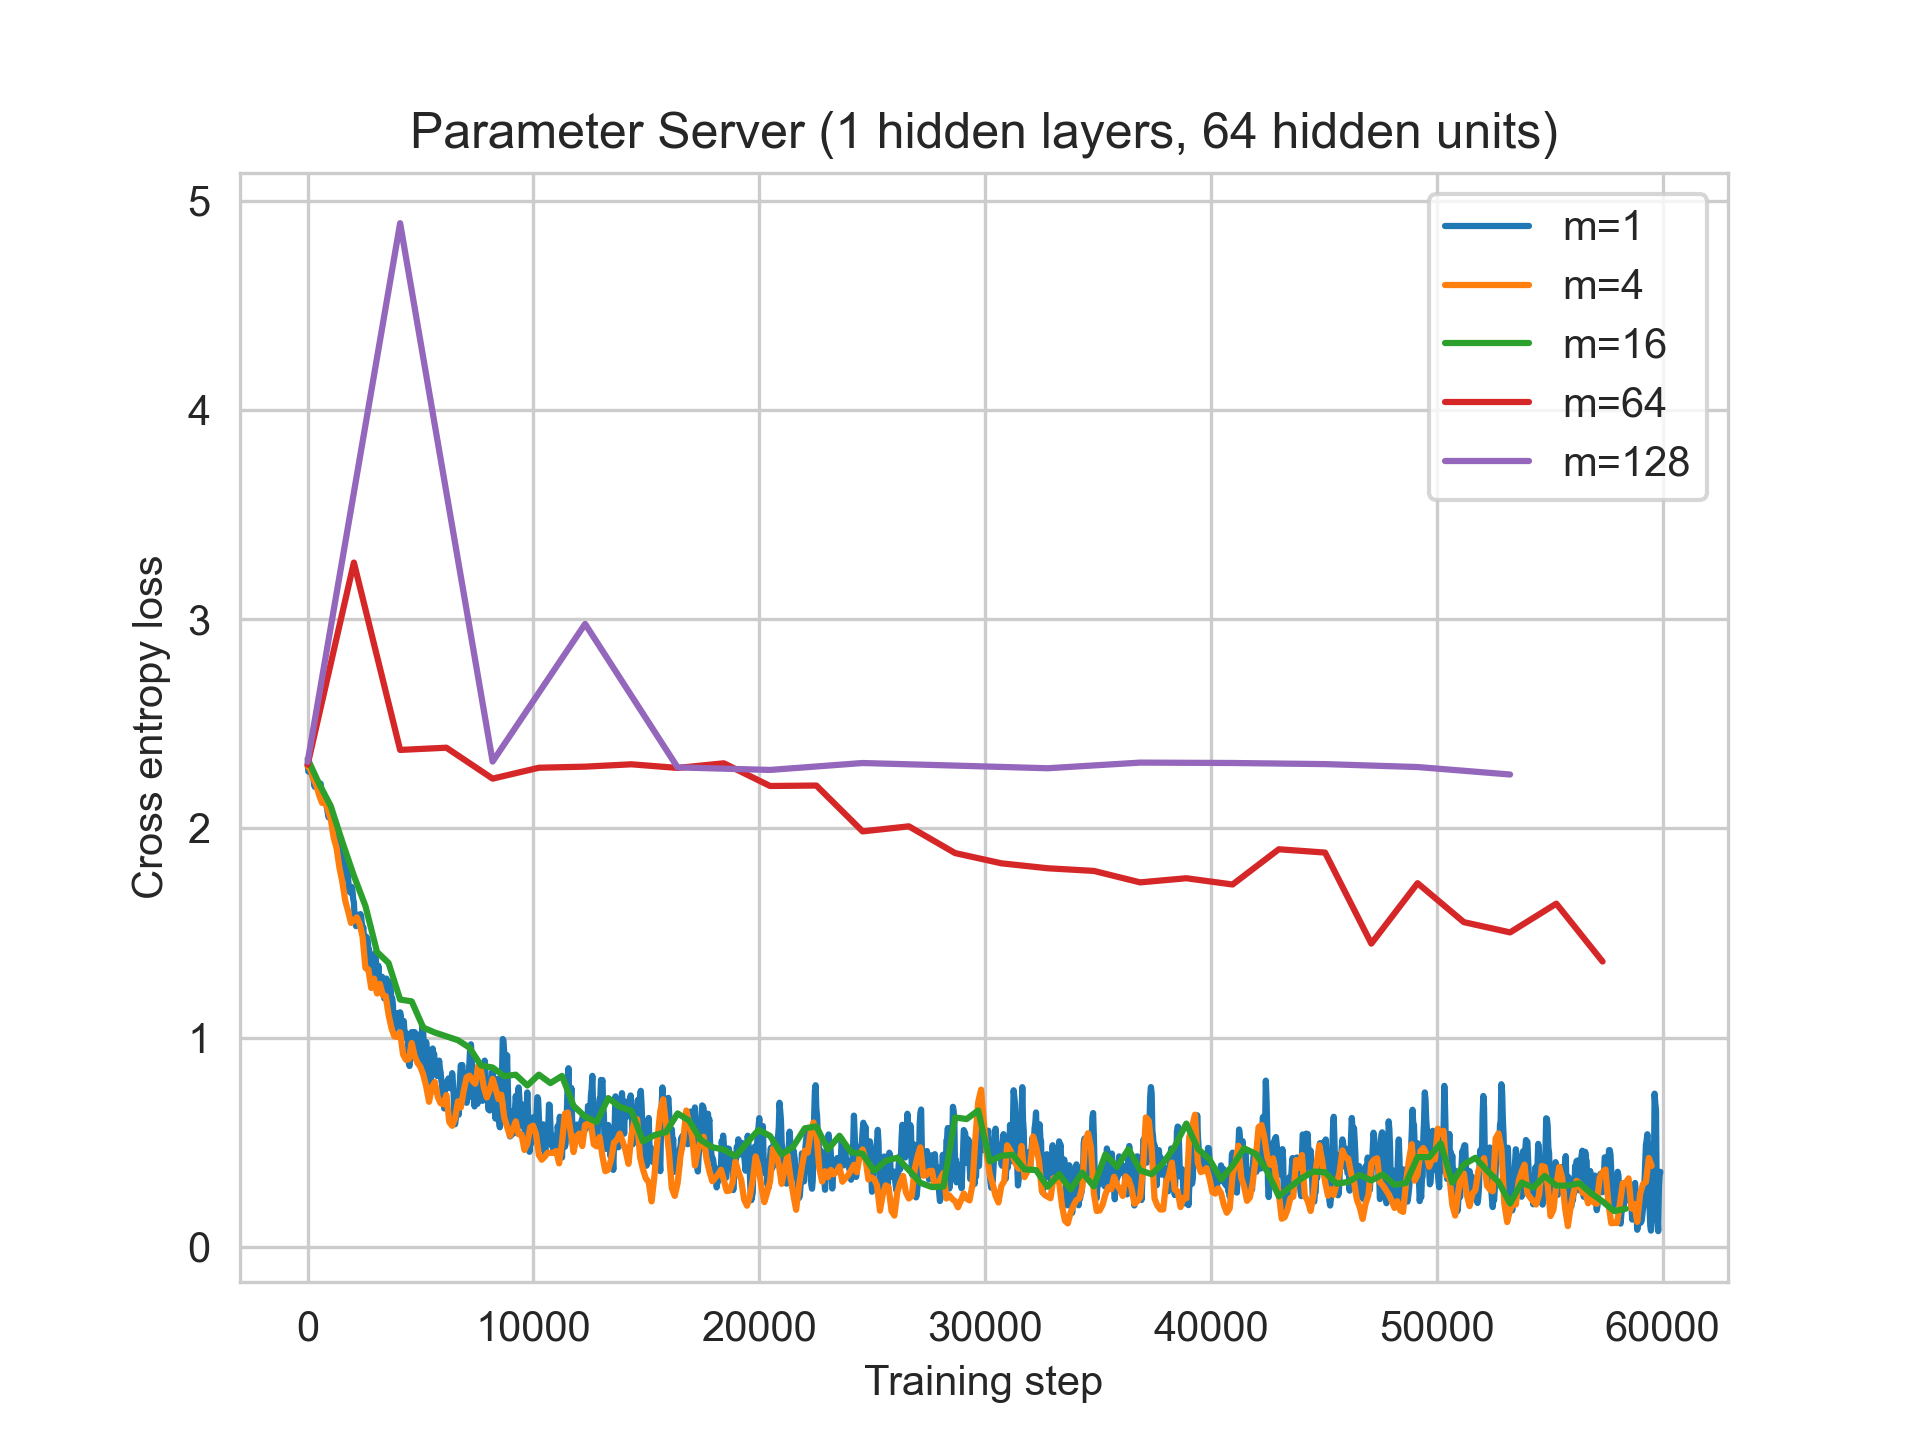 Parameter Server (1 hidden layers, 64 hidden units)
5
4
3
2
1
0
Cross entropy loss
m=1
m=4
m=16
m=64
m=128
0 10000 20000 30000 40000 50000 60000
Training step